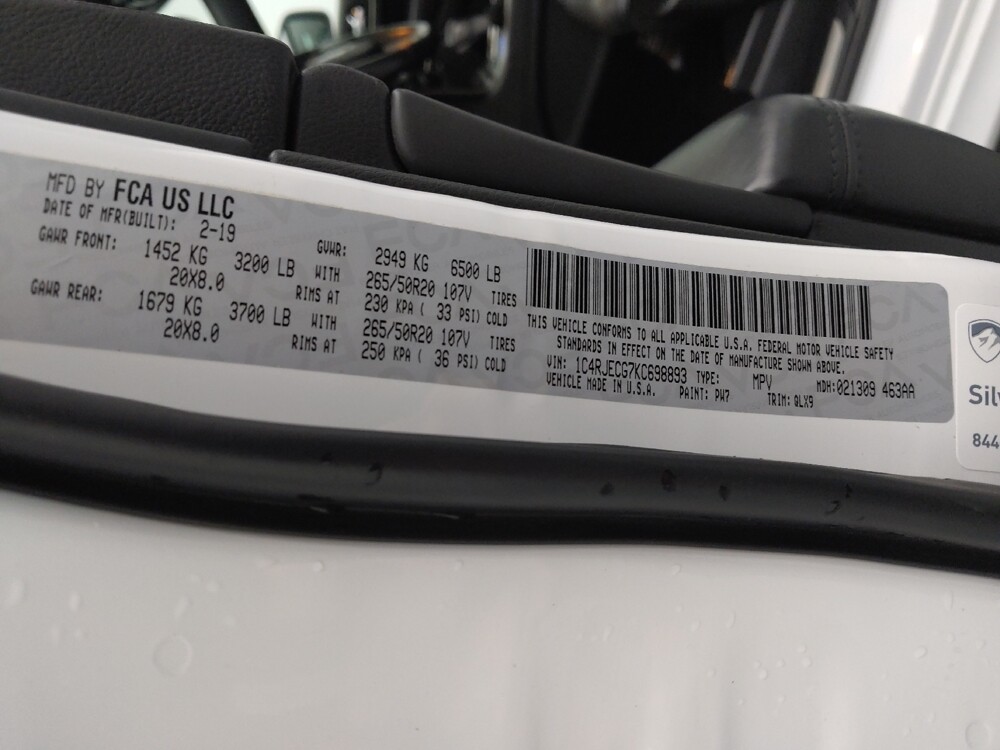 MFD BY FCA US LLC
DATE OF MFR(BUILT): 2-19
GAWR FRONT: 1452 KG 3200 LB WITH
20X8.0 RIMS AT
GAWR REAR: 1679 KG 3700 LB WITH
20X8.0 RIMS AT
GVWR: 2949 KG 6500 LB
265/50R20 107V TIRES
230 KPA ( 33 PSI) COLD
265/50R20 107V TIRES
250 KPA ( 36 PSI) COLD
THIS VEHICLE CONFORMS TO ALL APPLICABLE U.S.A. FEDERAL MOTOR VEHICLE SAFETY
STANDARDS IN EFFECT ON THE DATE OF MANUFACTURE SHOWN ABOVE.
VIN: 1C4RJECG7KC698893 TYPE: MPV MDH:021309 463AA
VEHICLE MADE IN U.S.A. PAINT: PW7 TRIM: QLX9
Silv
844